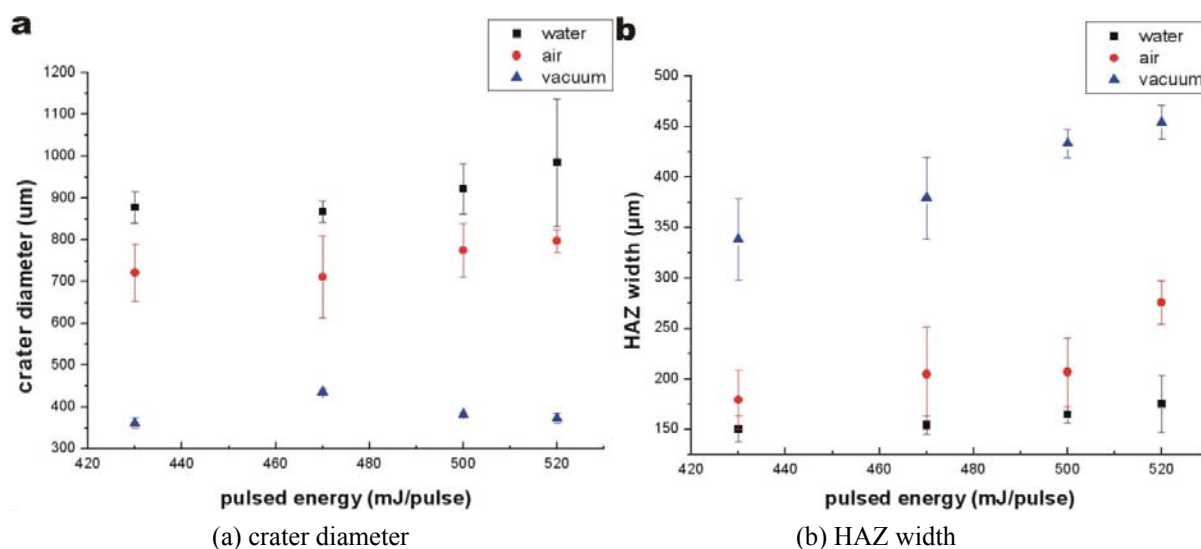 a
water
air
vacuum
1200
1100
1000
900
800
700
600
500
400
300
crater diameter (um)
420 440 460 480 500 520
pulsed energy (mJ/pulse)
(a) crater diameter
b
water
air
vacuum
500
450
400
350
300
250
200
150
HAZ width (μm)
420 440 460 480 500 520
pulsed energy (mJ/pulse)
(b) HAZ width